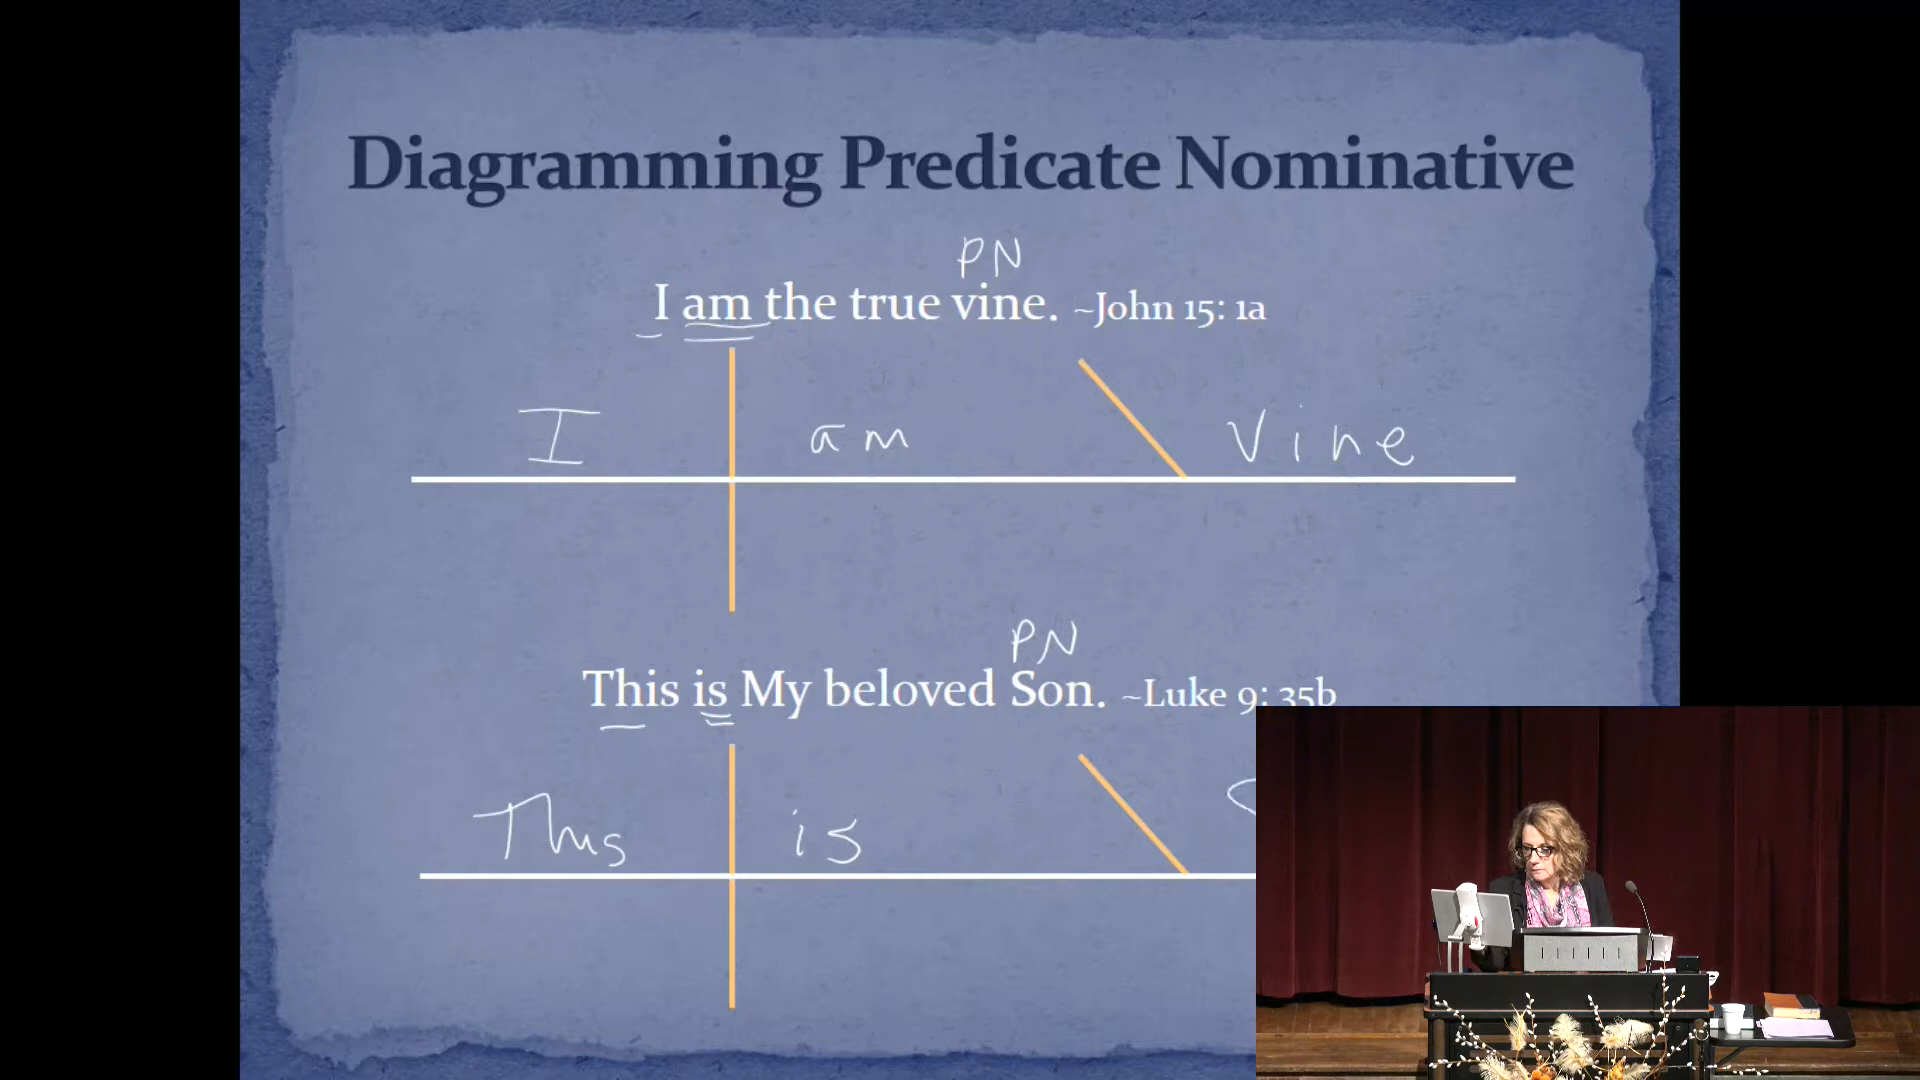 Diagramming Predicate Nominative
PN
I am the true vine. ~John 15: 1a
I am Vine
PN
This is My beloved Son. ~Luke 9: 35b
This is